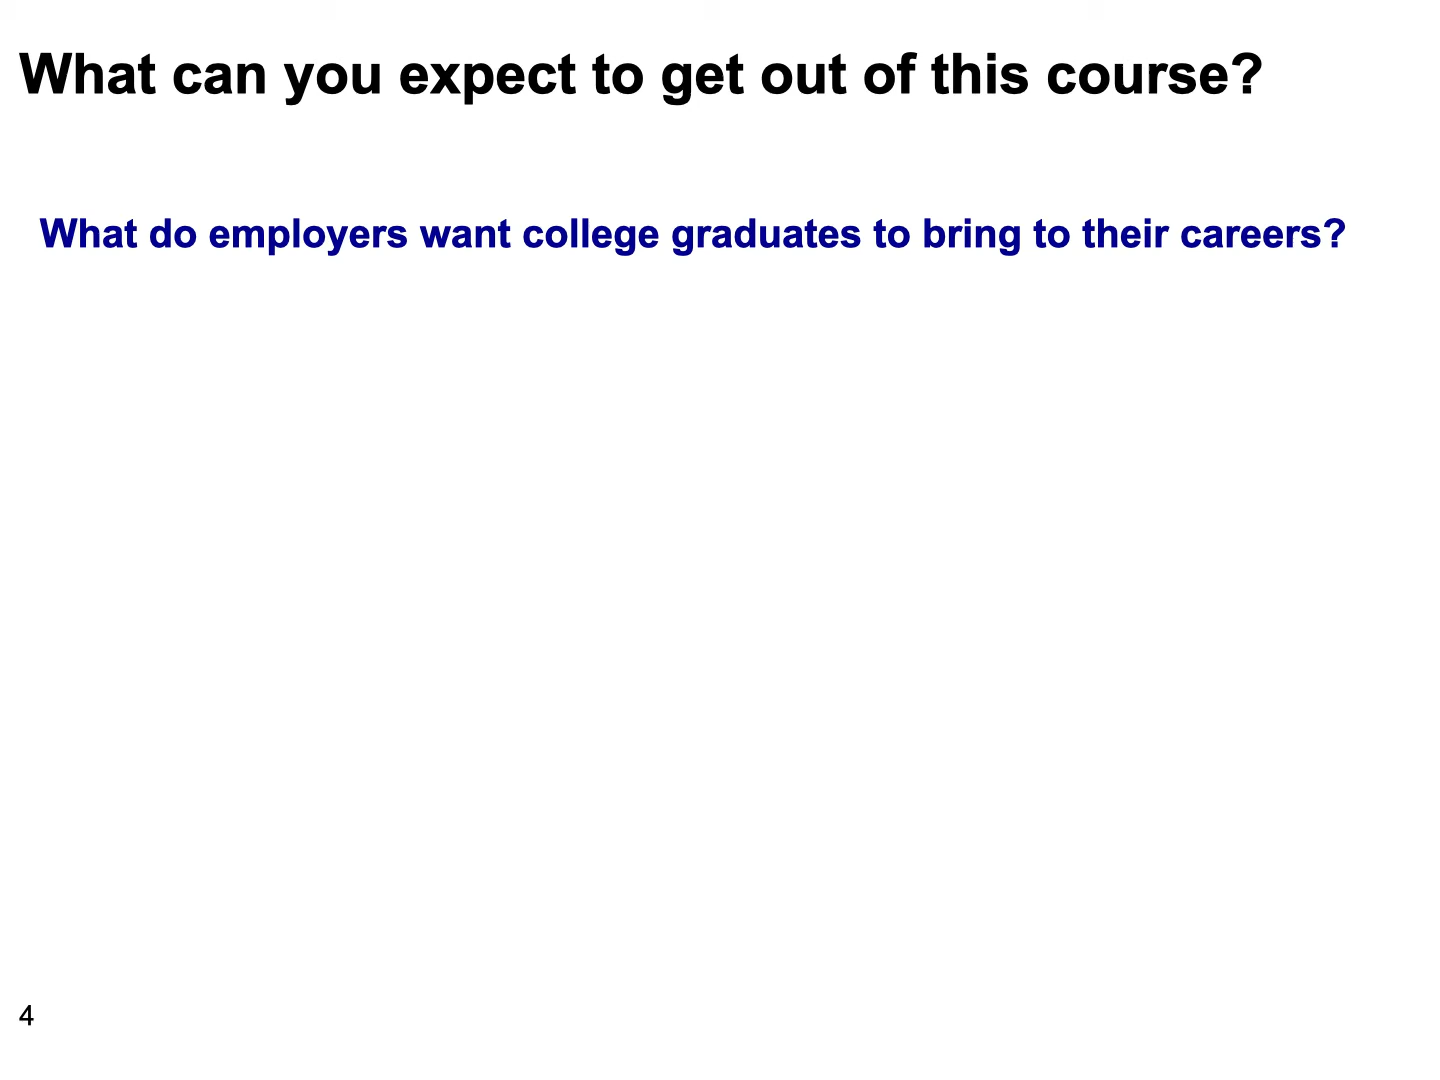 What can you expect to get out of this course?
What do employers want college graduates to bring to their careers?
4